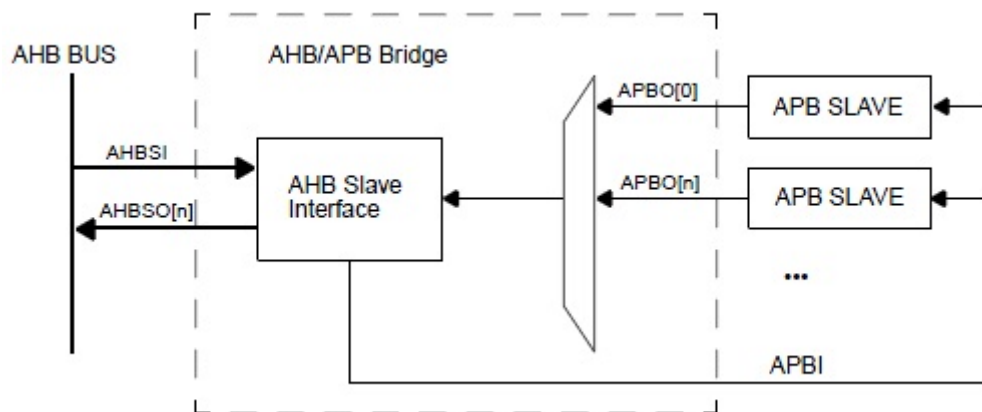 AHB BUS
AHB/APB Bridge
APBO[0]
APB SLAVE
AHBSI
AHB Slave
Interface
APBO[n]
APB SLAVE
AHBSO[n]
...
APBI